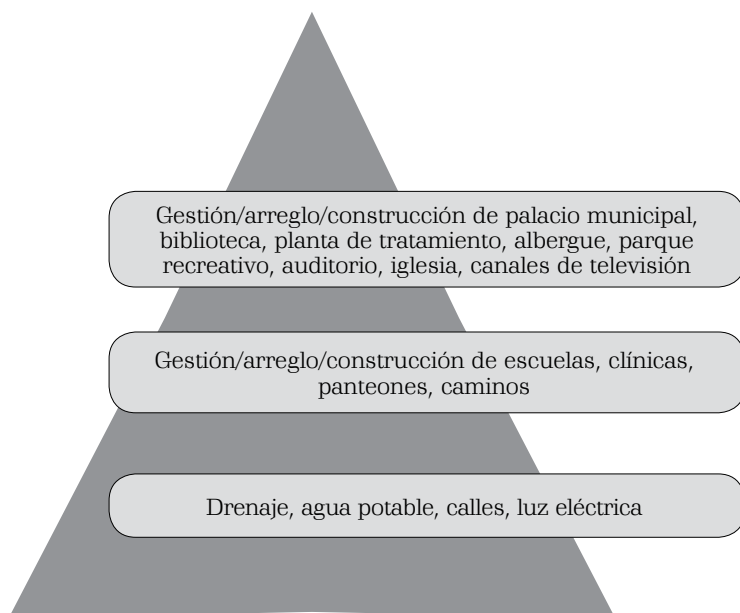 Gestión/arreglo/construcción de palacio municipal,
biblioteca, planta de tratamiento, albergue, parque
recreativo, auditorio, iglesia, canales de televisión
Gestión/arreglo/construcción de escuelas, clínicas,
panteones, caminos
Drenaje, agua potable, calles, luz eléctrica